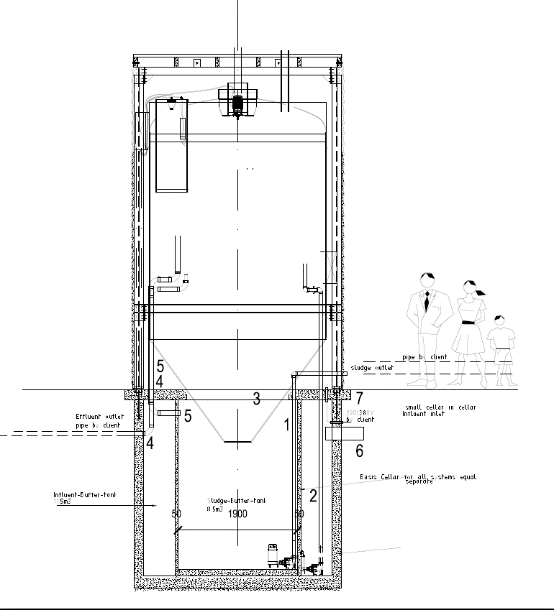 5
4
3
7
pipe by client
sludge outlet
small cellar in cellar
influent inlet
by client
Effluent outlet
pipe by client
5
4
1
6
Basic Cellar for all systems equal
separate
Influent-Buffer-tank
5m3
Sludge-Buffer-tank
8.5m3
2
50
1900
50